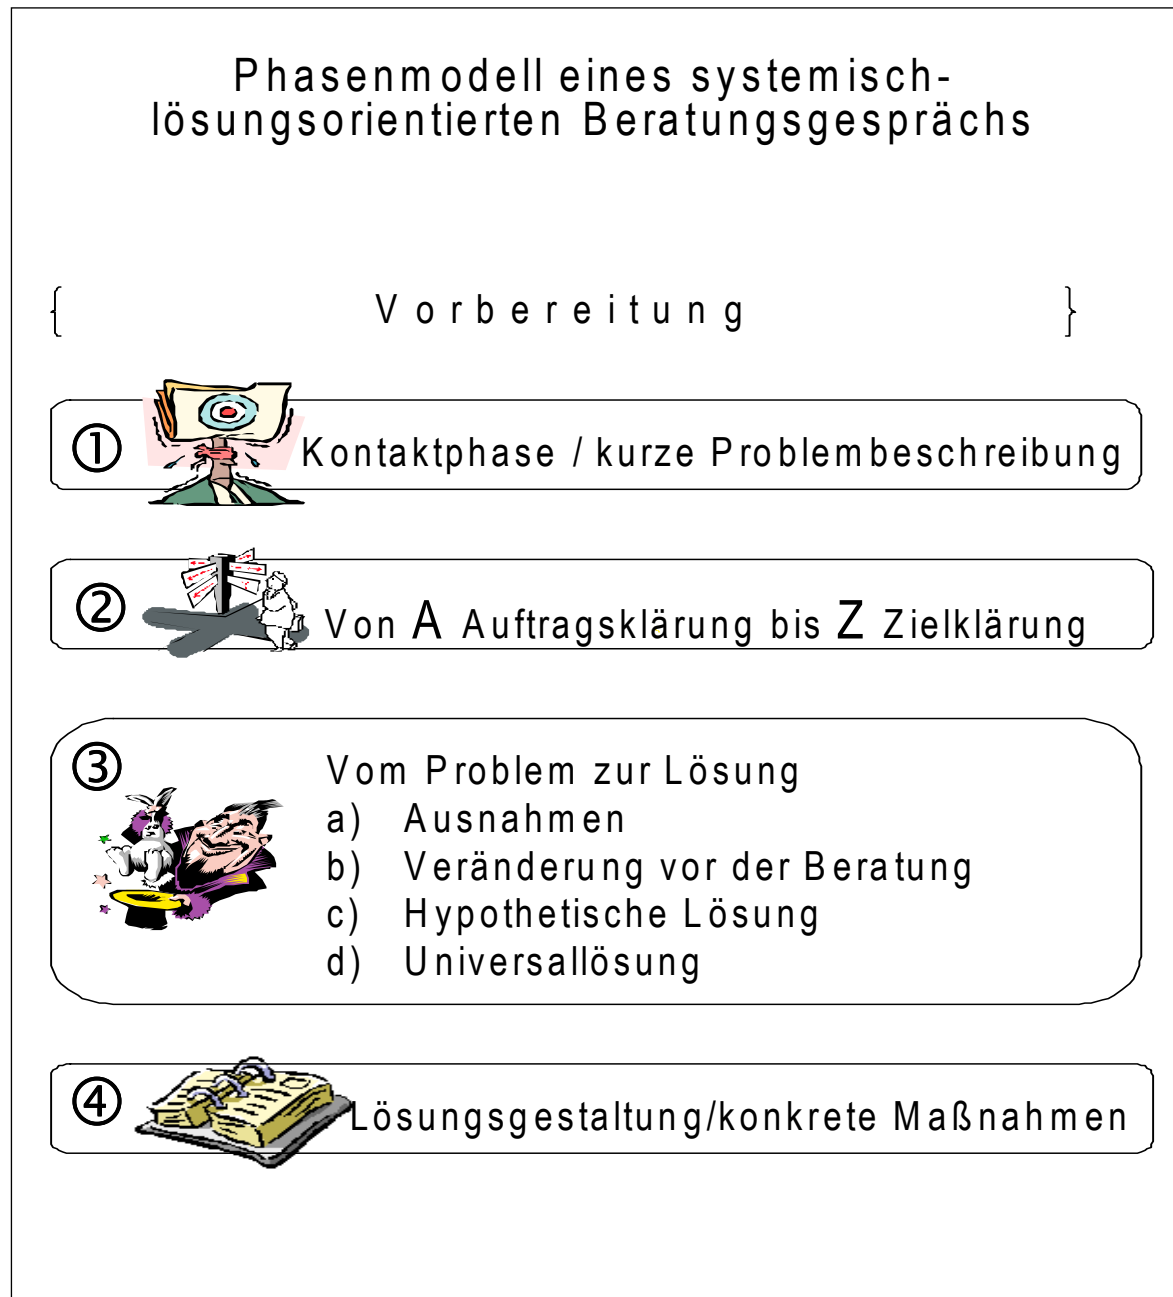 Phasenmodell eines systemisch-
lösungsorientierten Beratungsgesprächs
{ Vorbereitung }
① Kontaktphase / kurze Problembeschreibung
② Von A Auftragsklärung bis Z Zielklärung
③ Vom Problem zur Lösung
a) Ausnahmen
b) Veränderung vor der Beratung
c) Hypothetische Lösung
d) Universallösung
④ Lösungsgestaltung/konkrete Maßnahmen